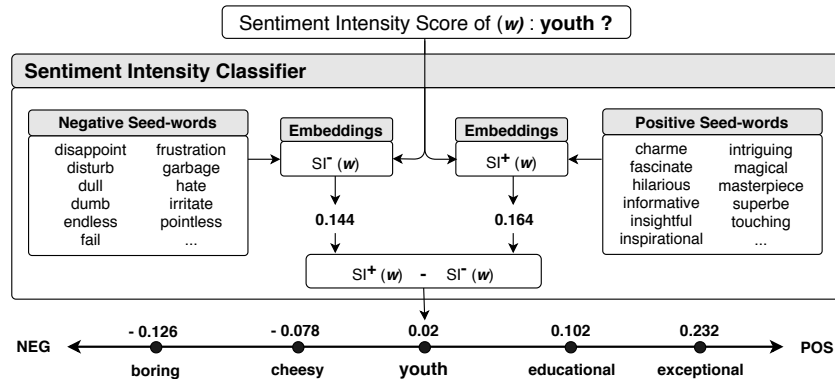 Sentiment Intensity Score of (w) : youth ?
Sentiment Intensity Classifier
Negative Seed-words
disappoint frustration
disturb garbage
dull hate
dumb irritate
endless pointless
fail ...
Embeddings
SI⁻ (w)
0.144
Embeddings
SI⁺ (w)
0.164
Positive Seed-words
charme intriguing
fascinate magical
hilarious masterpiece
informative superbe
insightful touching
inspirational ...
SI⁺ (w) - SI⁻ (w)
- 0.126 - 0.078 0.02 0.102 0.232
NEG POS
boring cheesy youth educational exceptional